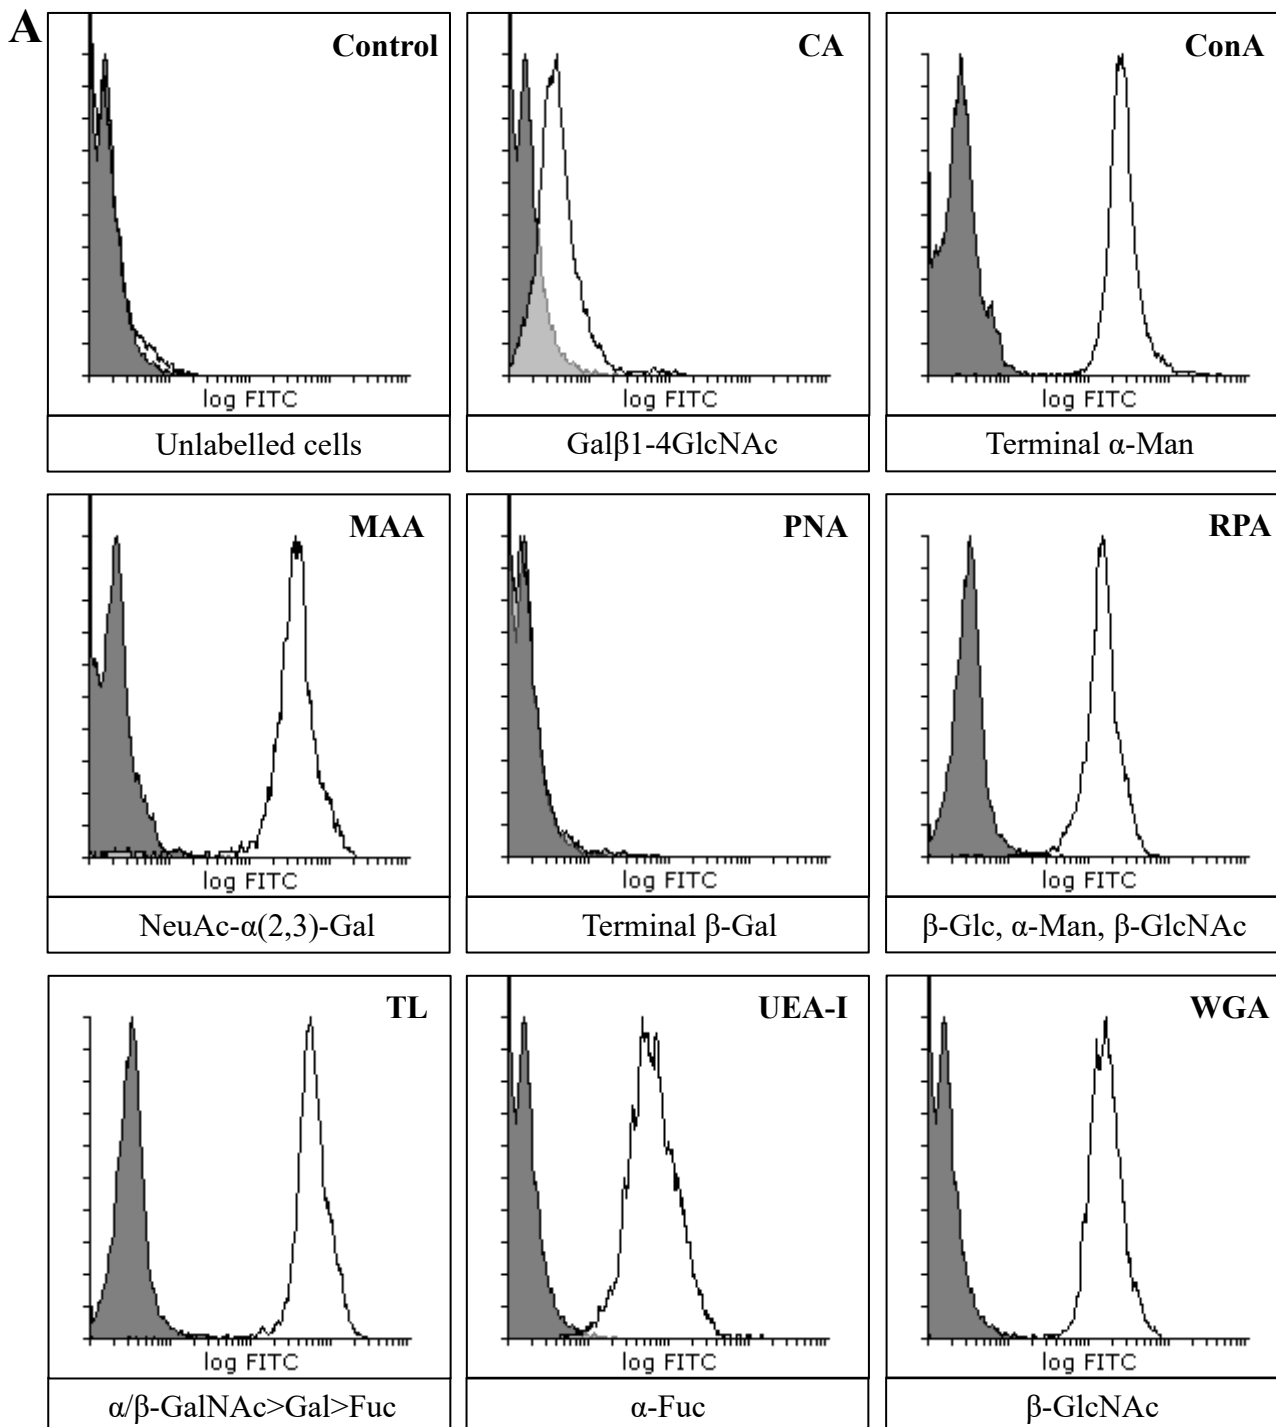 A
Control
log FITC
Unlabelled cells
CA
log FITC
Galβ1-4GlcNAc
ConA
log FITC
Terminal α-Man
MAA
log FITC
NeuAc-α(2,3)-Gal
PNA
log FITC
Terminal β-Gal
RPA
log FITC
β-Glc, α-Man, β-GlcNAc
TL
log FITC
α/β-GalNAc>Gal>Fuc
UEA-I
log FITC
α-Fuc
WGA
log FITC
β-GlcNAc